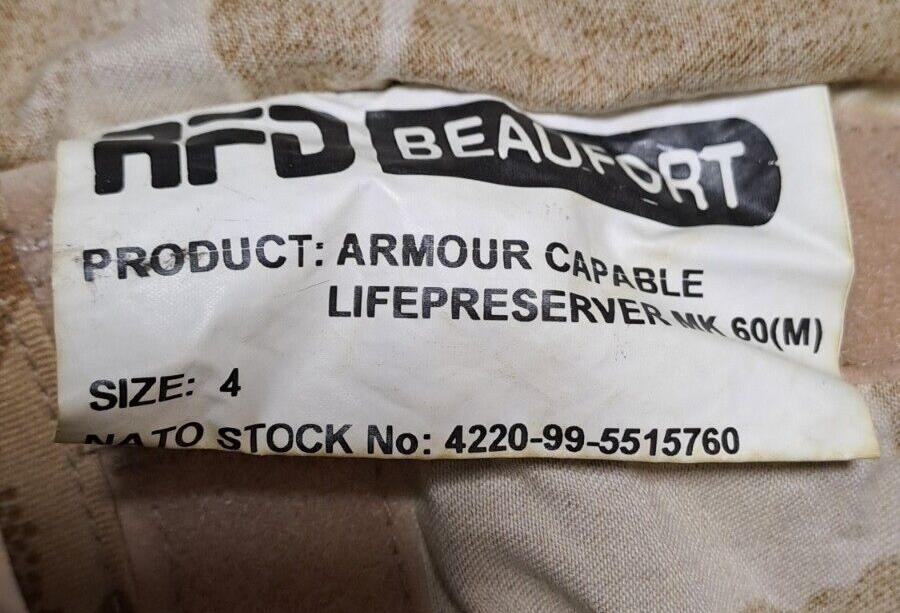 RFD BEAUFORT
PRODUCT: ARMOUR CAPABLE
LIFEPRESERVER MK 60(M)
SIZE: 4
NATO STOCK No: 4220-99-5515760